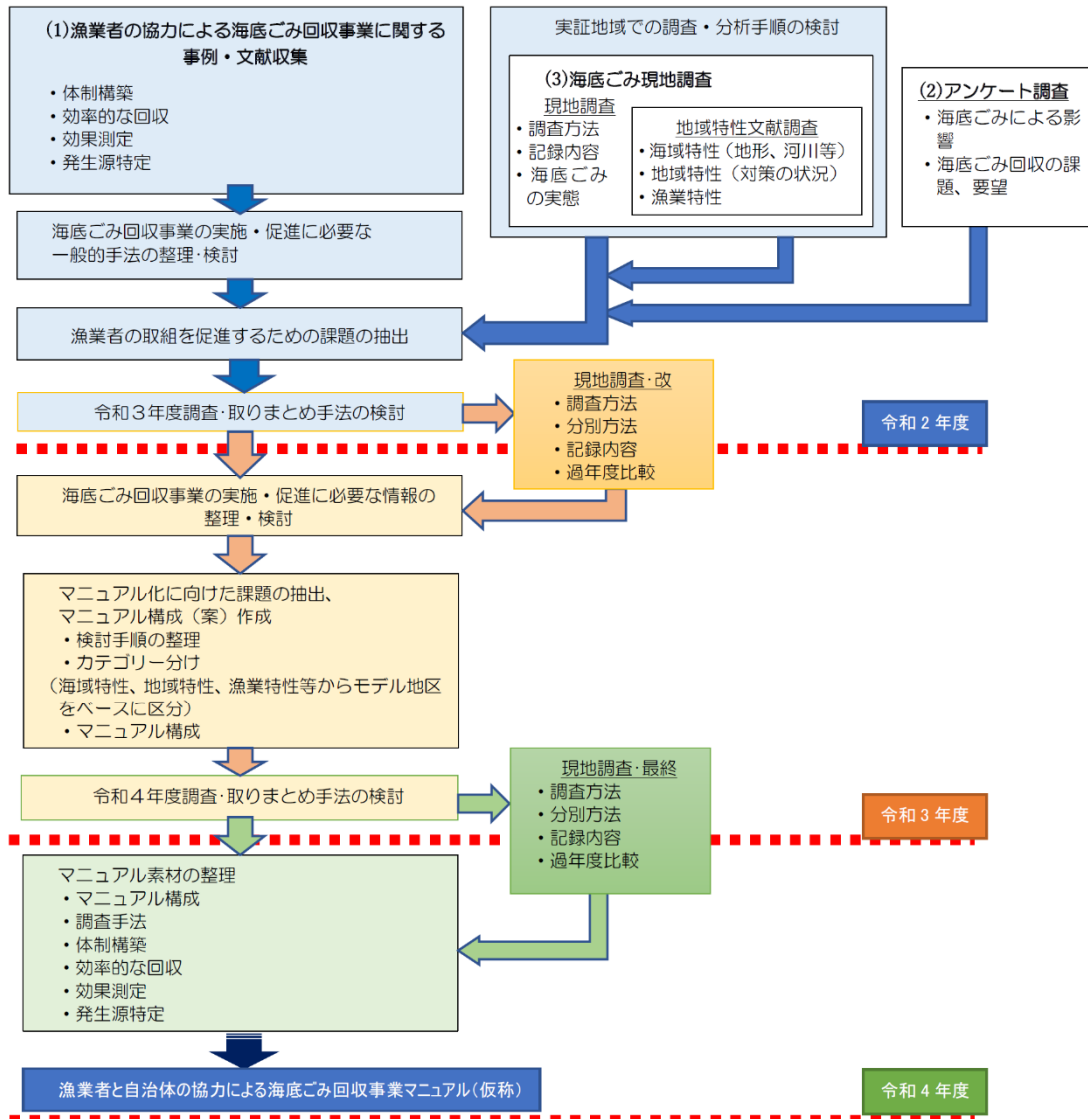 (1)漁業者の協力による海底ごみ回収事業に関する
事例・文献収集
・体制構築
・効率的な回収
・効果測定
・発生源特定
実証地域での調査・分析手順の検討
(3)海底ごみ現地調査
現地調査
・調査方法
・記録内容
・海底ごみ
の実態
地域特性文献調査
・海域特性（地形、河川等）
・地域特性（対策の状況）
・漁業特性
(2)アンケート調査
・海底ごみによる影
響
・海底ごみ回収の課
題、要望
海底ごみ回収事業の実施・促進に必要な
一般的手法の整理・検討
漁業者の取組を促進するための課題の抽出
令和３年度調査・取りまとめ手法の検討
現地調査・改
・調査方法
・分別方法
・記録内容
・過年度比較
令和２年度
海底ごみ回収事業の実施・促進に必要な情報の
整理・検討
マニュアル化に向けた課題の抽出、
マニュアル構成（案）作成
・検討手順の整理
・カテゴリー分け
（海域特性、地域特性、漁業特性等からモデル地区
をベースに区分）
・マニュアル構成
令和４年度調査・取りまとめ手法の検討
現地調査・最終
・調査方法
・分別方法
・記録内容
・過年度比較
令和３年度
マニュアル素材の整理
・マニュアル構成
・調査手法
・体制構築
・効率的な回収
・効果測定
・発生源特定
漁業者と自治体の協力による海底ごみ回収事業マニュアル（仮称）
令和４年度